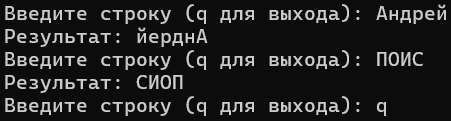 Введите строку (q для выхода): Андрей
Результат: йерднА
Введите строку (q для выхода): ПОИС
Результат: СИОП
Введите строку (q для выхода): q